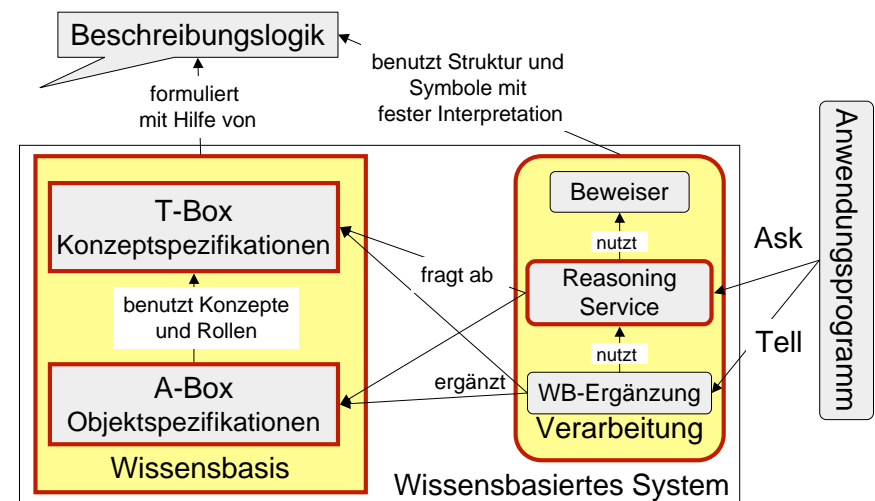 Beschreibungslogik
benutzt Struktur und
Symbole mit
fester Interpretation
formuliert
mit Hilfe von
T-Box
Konzeptspezifikationen
benutzt Konzepte
und Rollen
A-Box
Objektspezifikationen
Wissensbasis
fragt ab
ergänzt
Beweiser
nutzt
Reasoning
Service
nutzt
WB-Ergänzung
Verarbeitung
Wissensbasiertes System
Ask
Tell
Anwendungsprogramm